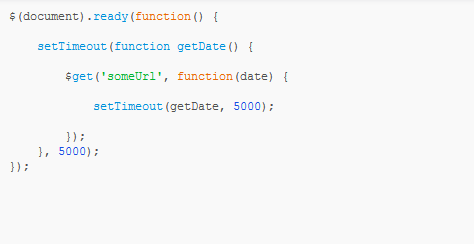 $(document).ready(function() {
setTimeout(function getDate() {
$get('someUrl', function(date) {
setTimeout(getDate, 5000);
});
}, 5000);
});